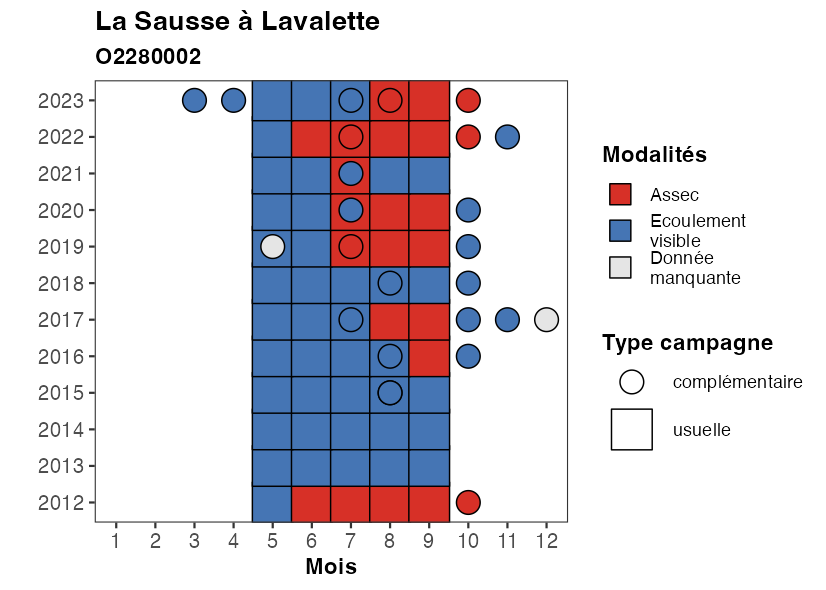 La Sausse à Lavalette
O2280002
2023
2022
2021
2020
2019
2018
2017
2016
2015
2014
2013
2012
1 2 3 4 5 6 7 8 9 10 11 12
Mois
Modalités
Assec
Ecoulement
visible
Donnée
manquante
Type campagne
complémentaire
usuelle